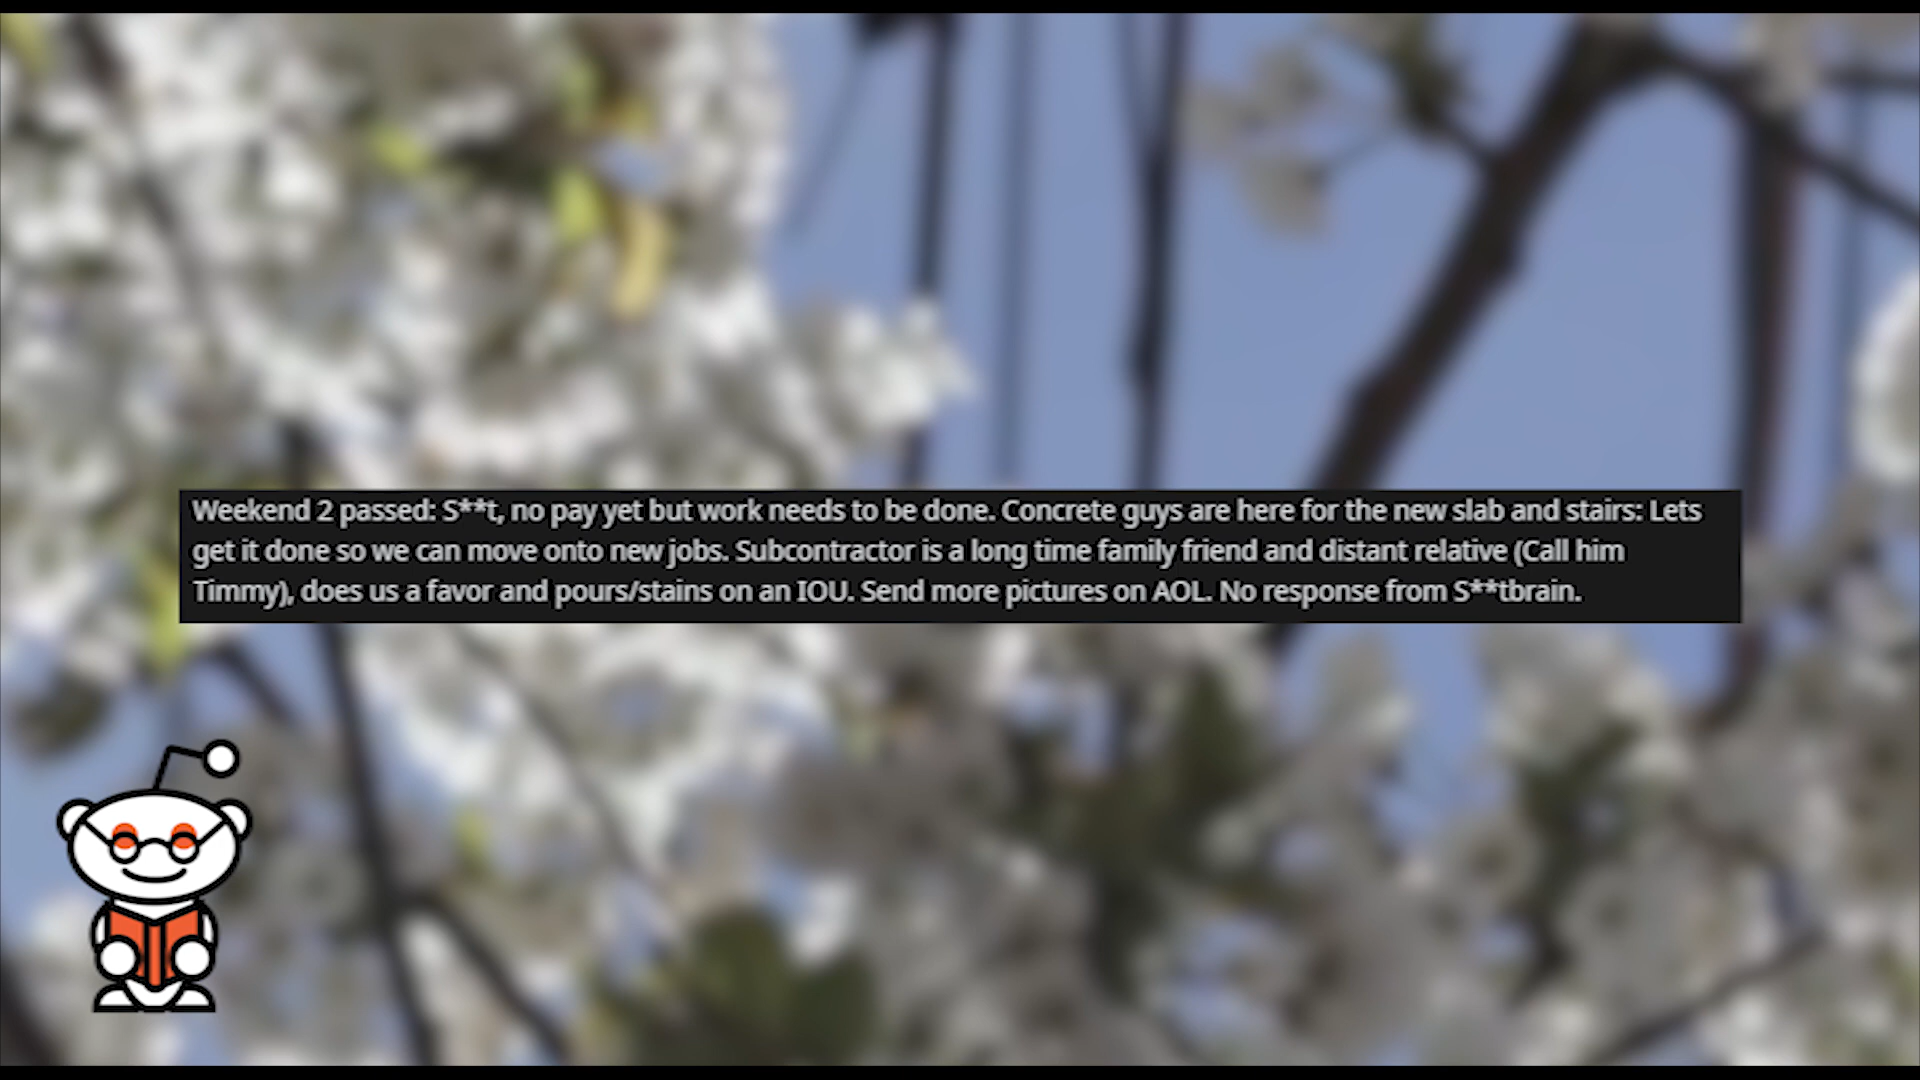 Weekend 2 passed: S**t, no pay yet but work needs to be done. Concrete guys are here for the new slab and stairs: Lets
get it done so we can move onto new jobs. Subcontractor is a long time family friend and distant relative (Call him
Timmy), does us a favor and pours/stains on an IOU. Send more pictures on AOL. No response from S**tbrain.